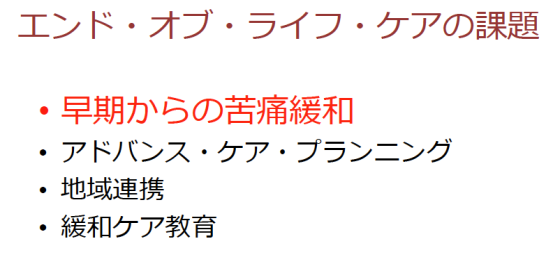 エンド・オブ・ライフ・ケアの課題
• 早期からの苦痛緩和
• アドバンス・ケア・プランニング
• 地域連携
• 緩和ケア教育